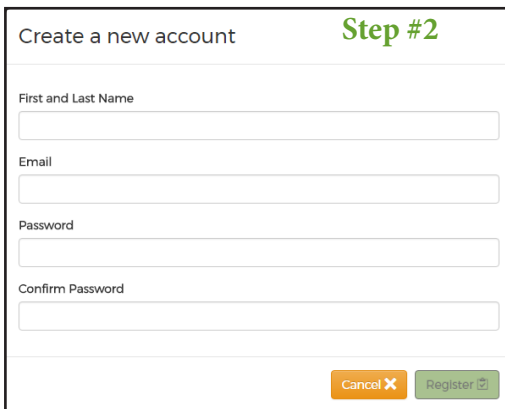 Create a new account
Step #2
First and Last Name
Email
Password
Confirm Password
Cancel
Register